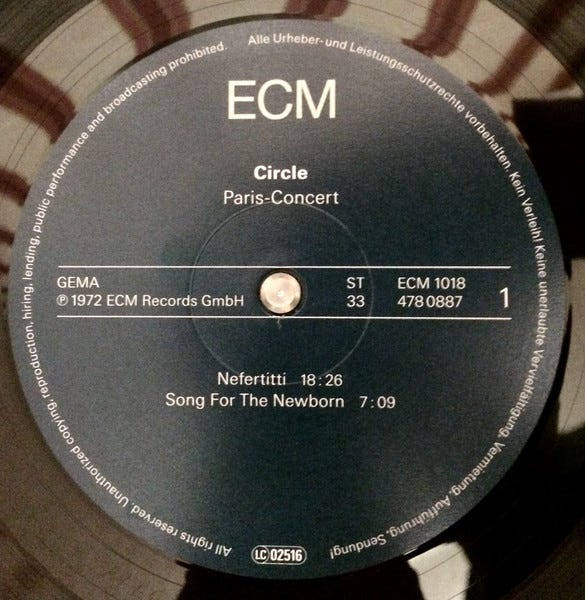 ECM
Circle
Paris-Concert
GEMA ST ECM 1018
℗ 1972 ECM Records GmbH 33 478 0887 1
Nefertitti 18:26
Song For The Newborn 7:09
LC 02516
All rights reserved. Unauthorized copying, reproduction, hiring, lending, public performance and broadcasting prohibited.
Alle Urheber- und Leistungsschutzrechte vorbehalten. Kein Verleih! Keine unerlaubte Vervielfältigung, Vermietung, Aufführung, Sendung!